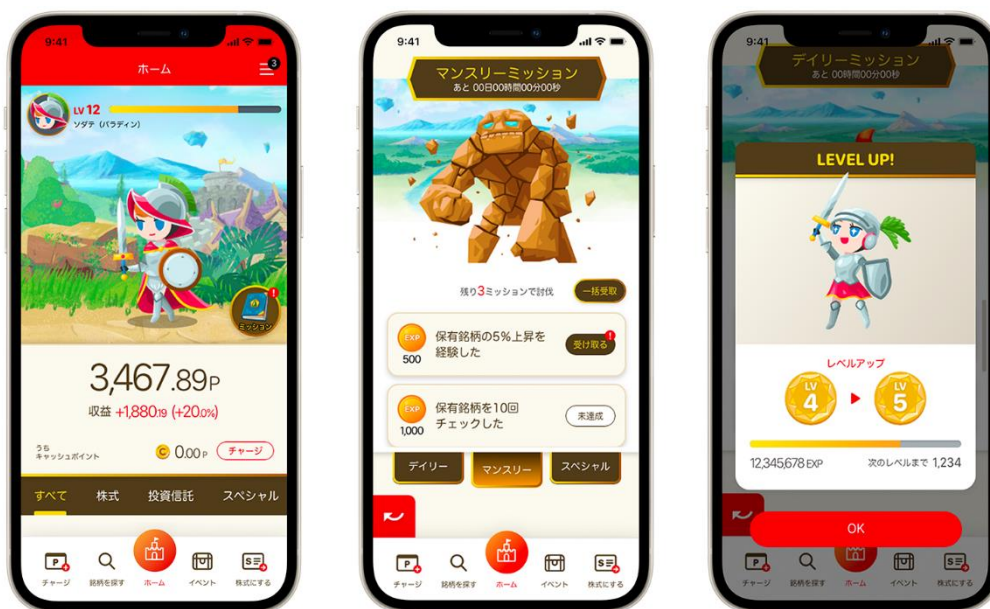 9:41
ホーム
3
LV 12
ソダテ (パラディン)
!
ミッション
3,467.89P
収益 +1,880.19 (+20.0%)
うち
キャッシュポイント
C 0.00 P
チャージ
すべて 株式 投資信託 スペシャル
P
S
チャージ 銘柄を探す ホーム イベント 株式にする
9:41
マンスリーミッション
あと 00日00時間00分00秒
残り3ミッションで討伐
一括受取
EXP
500
保有銘柄の5%上昇を
経験した
受け取る
!
EXP
1,000
保有銘柄を10回
チェックした
未達成
デイリー マンスリー スペシャル
P
S
チャージ 銘柄を探す ホーム イベント 株式にする
9:41
デイリーミッション
あと 00時間00分00秒
LEVEL UP!
レベルアップ
LV
4
LV
5
12,345,678 EXP
次のレベルまで 1,234
OK
P
S
チャージ 銘柄を探す ホーム イベント 株式にする